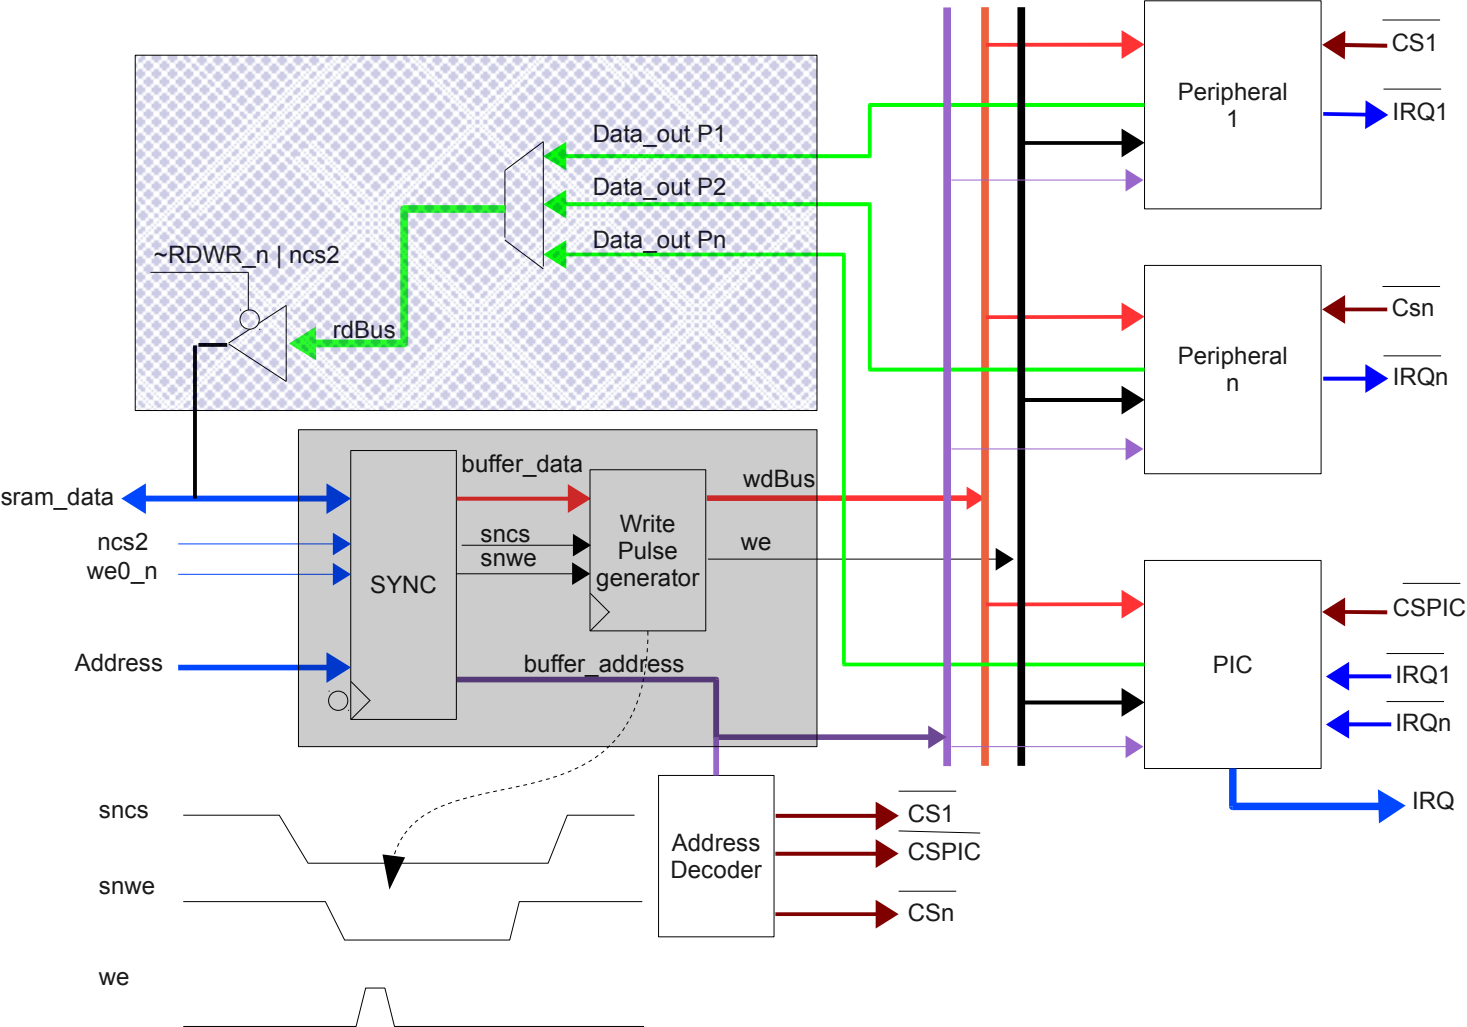 CS1
Peripheral
1
IRQ1
Data_out P1
Data_out P2
Data_out Pn
~RDWR_n | ncs2
rdBus
Csn
Peripheral
n
IRQn
buffer_data
wdBus
sram_data
sncs
Write
Pulse
generator
ncs2
we
snwe
we0_n
SYNC
CSPIC
Address
buffer_address
PIC
IRQ1
IRQn
sncs
CS1
IRQ
Address
Decoder
CSPIC
snwe
CSn
we